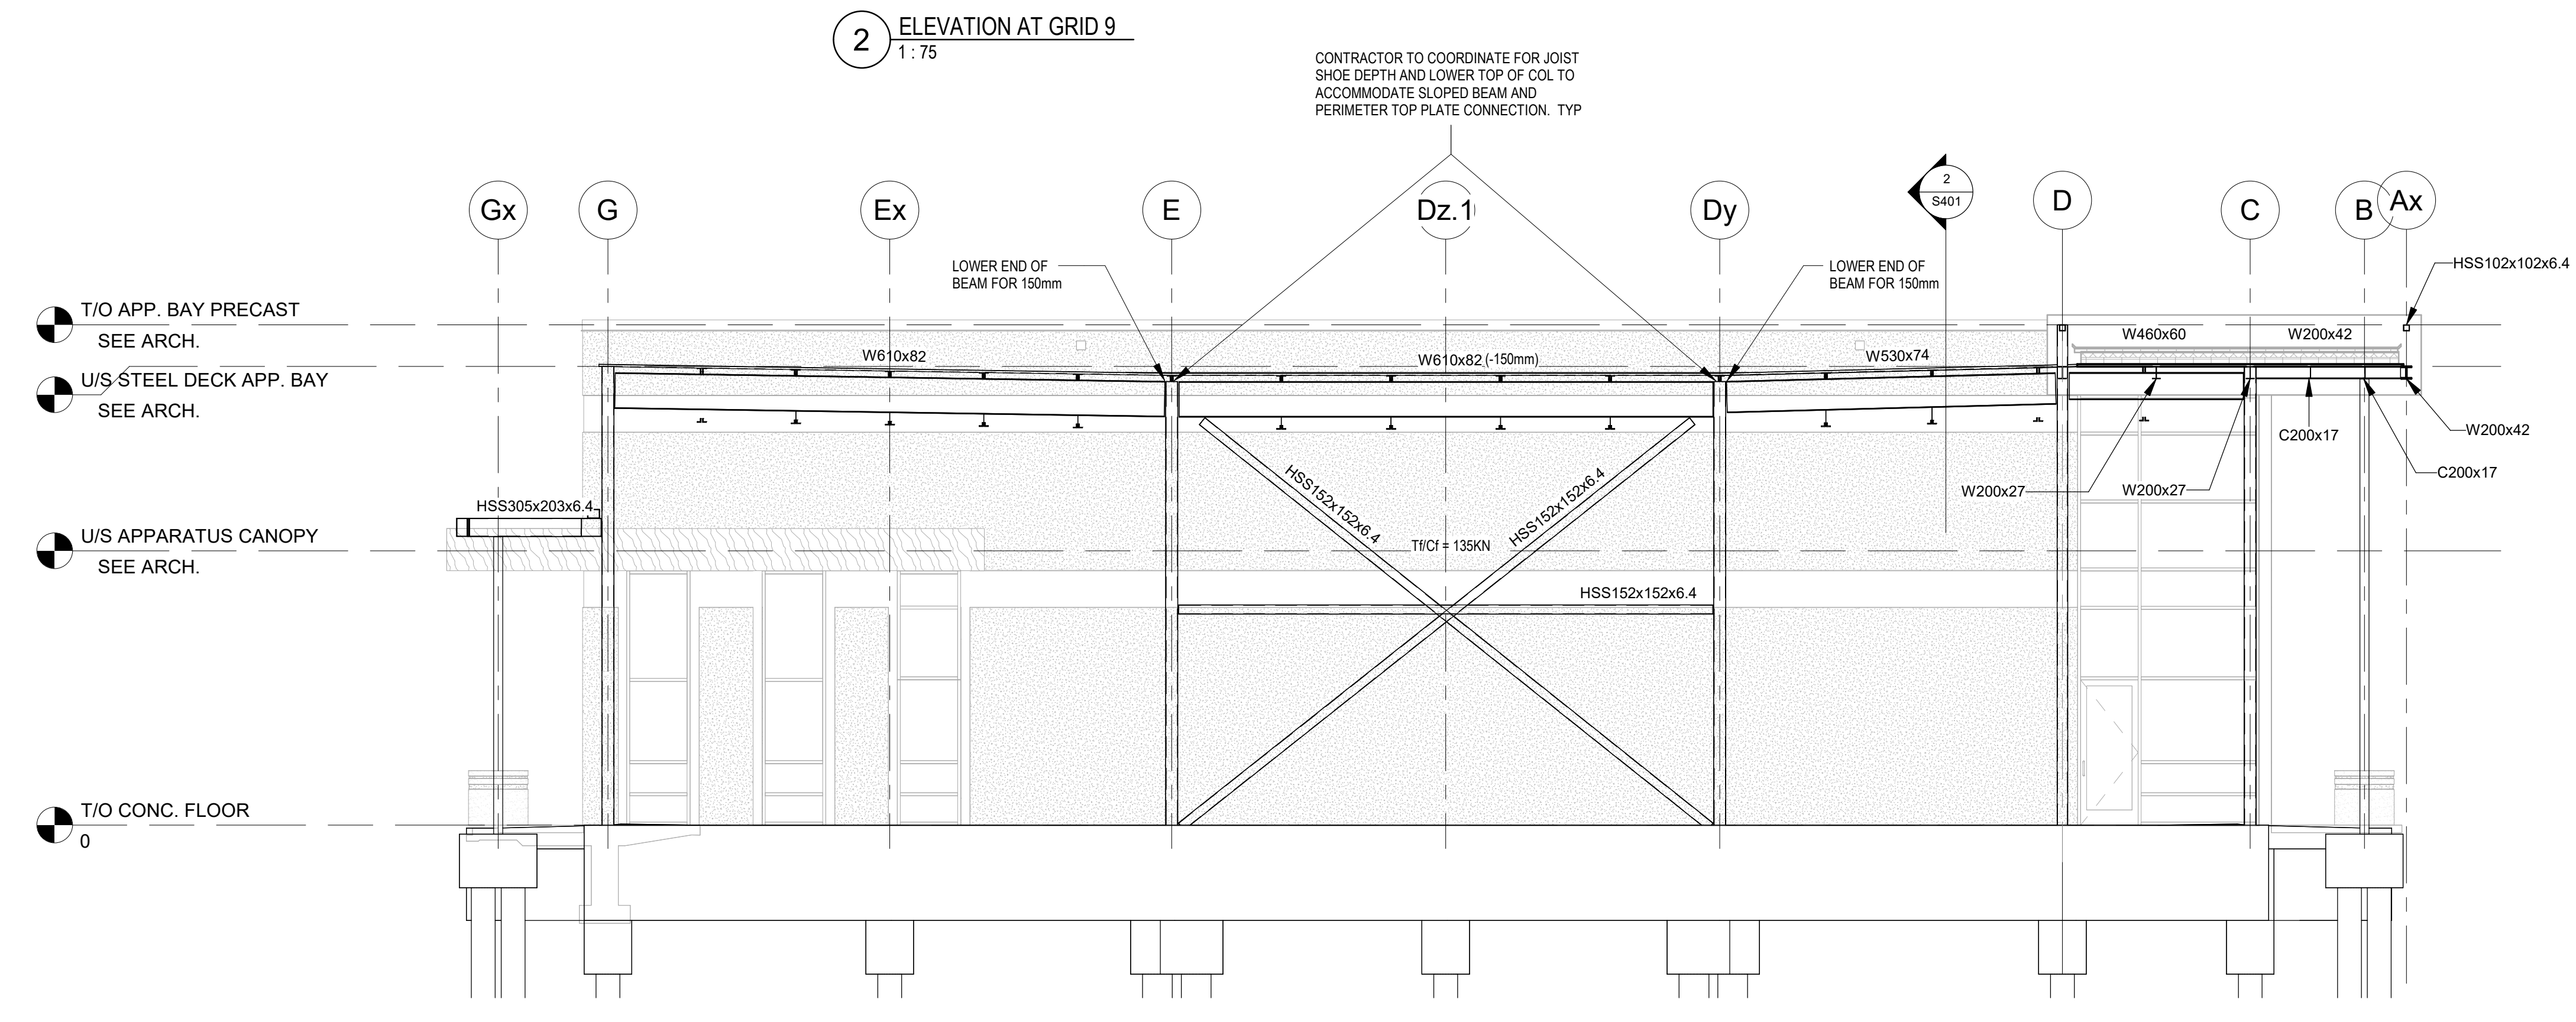 2
ELEVATION AT GRID 9
1 : 75
CONTRACTOR TO COORDINATE FOR JOIST
SHOE DEPTH AND LOWER TOP OF COL TO
ACCOMMODATE SLOPED BEAM AND
PERIMETER TOP PLATE CONNECTION. TYP
Gx
G
Ex
E
Dz.1
Dy
2
S401
D
C
B
Ax
LOWER END OF
BEAM FOR 150mm
LOWER END OF
BEAM FOR 150mm
HSS102x102x6.4
T/O APP. BAY PRECAST
SEE ARCH.
W610x82
W610x82 (-150mm)
W530x74
W460x60
W200x42
U/S STEEL DECK APP. BAY
SEE ARCH.
C200x17
W200x42
C200x17
W200x27
W200x27
HSS305x203x6.4
HSS152x152x6.4
HSS152x152x6.4
U/S APPARATUS CANOPY
SEE ARCH.
Tf/Cf = 135KN
HSS152x152x6.4
T/O CONC. FLOOR
0